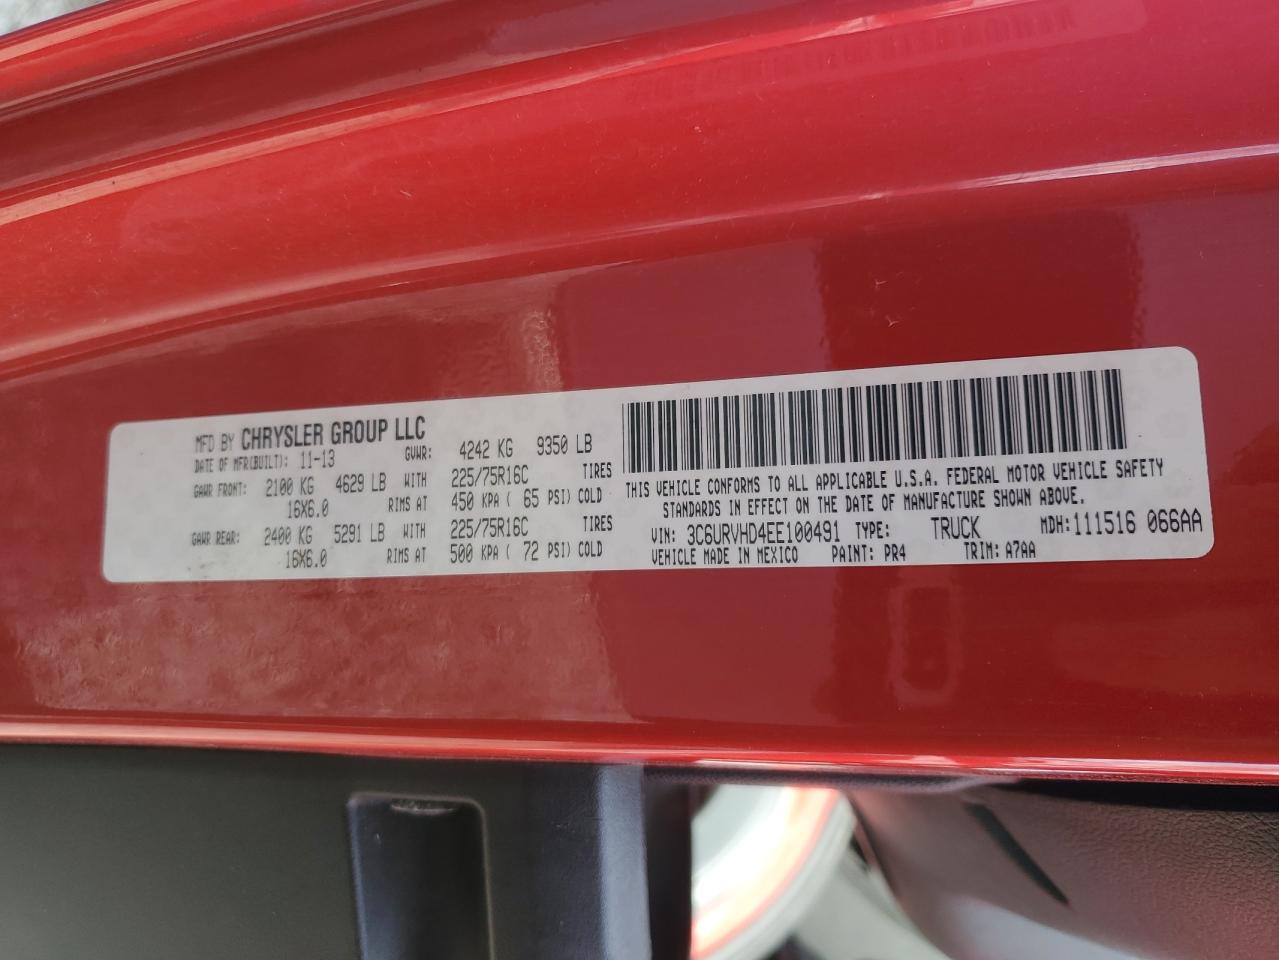 MFD BY CHRYSLER GROUP LLC
DATE OF MFR(BUILT): 11-13 GVWR: 4242 KG 9350 LB
GAWR FRONT: 2100 KG 4629 LB WITH 225/75R16C TIRES
16X6.0 RIMS AT 450 KPA ( 65 PSI) COLD
GAWR REAR: 2400 KG 5291 LB WITH 225/75R16C TIRES
16X6.0 RIMS AT 500 KPA ( 72 PSI) COLD
THIS VEHICLE CONFORMS TO ALL APPLICABLE U.S.A. FEDERAL MOTOR VEHICLE SAFETY
STANDARDS IN EFFECT ON THE DATE OF MANUFACTURE SHOWN ABOVE.
VIN: 3C6URVHD4EE100491 TYPE: TRUCK MDH: 111516 066AA
VEHICLE MADE IN MEXICO PAINT: PR4 TRIM: A7AA